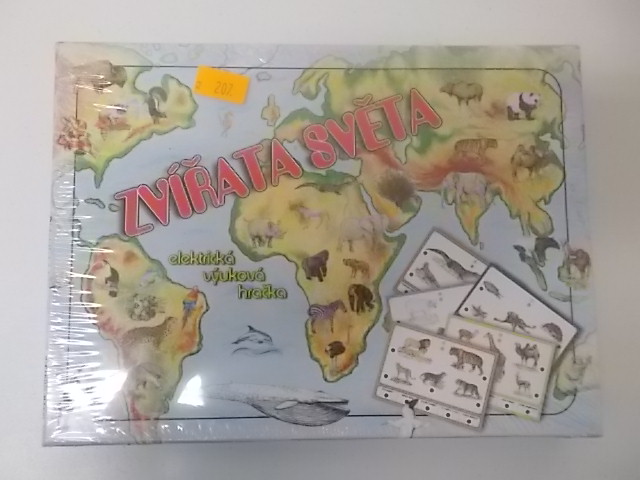 202
ZVÍŘATA SVĚTA
elektrická
výuková
hračka